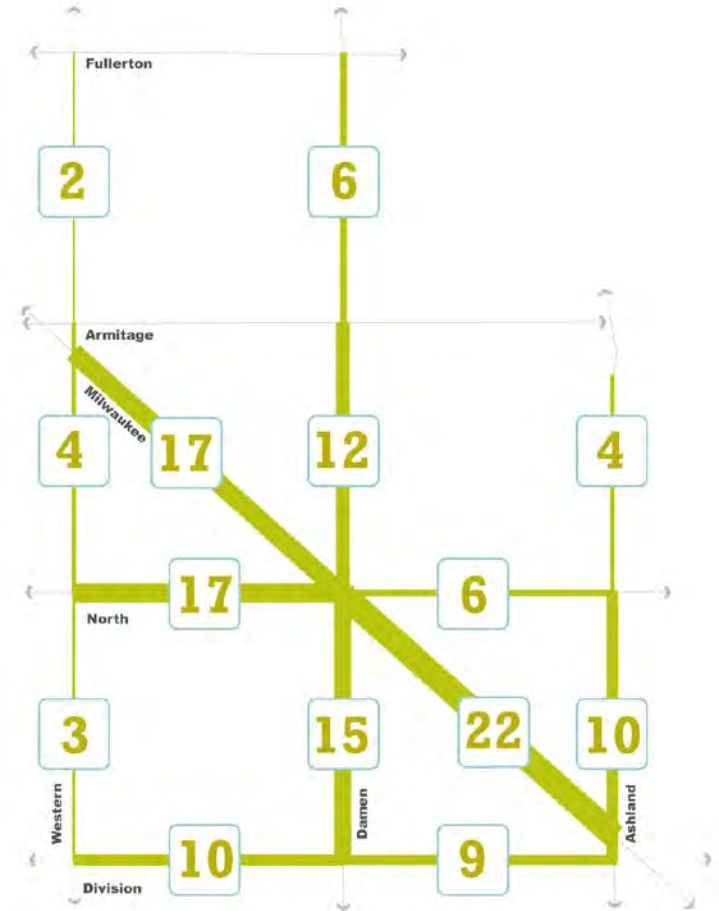 Fullerton
2
6
Armitage
Milwaukee
4
17
12
4
17
6
North
3
15
22
10
Western
Damen
Ashland
10
9
Division